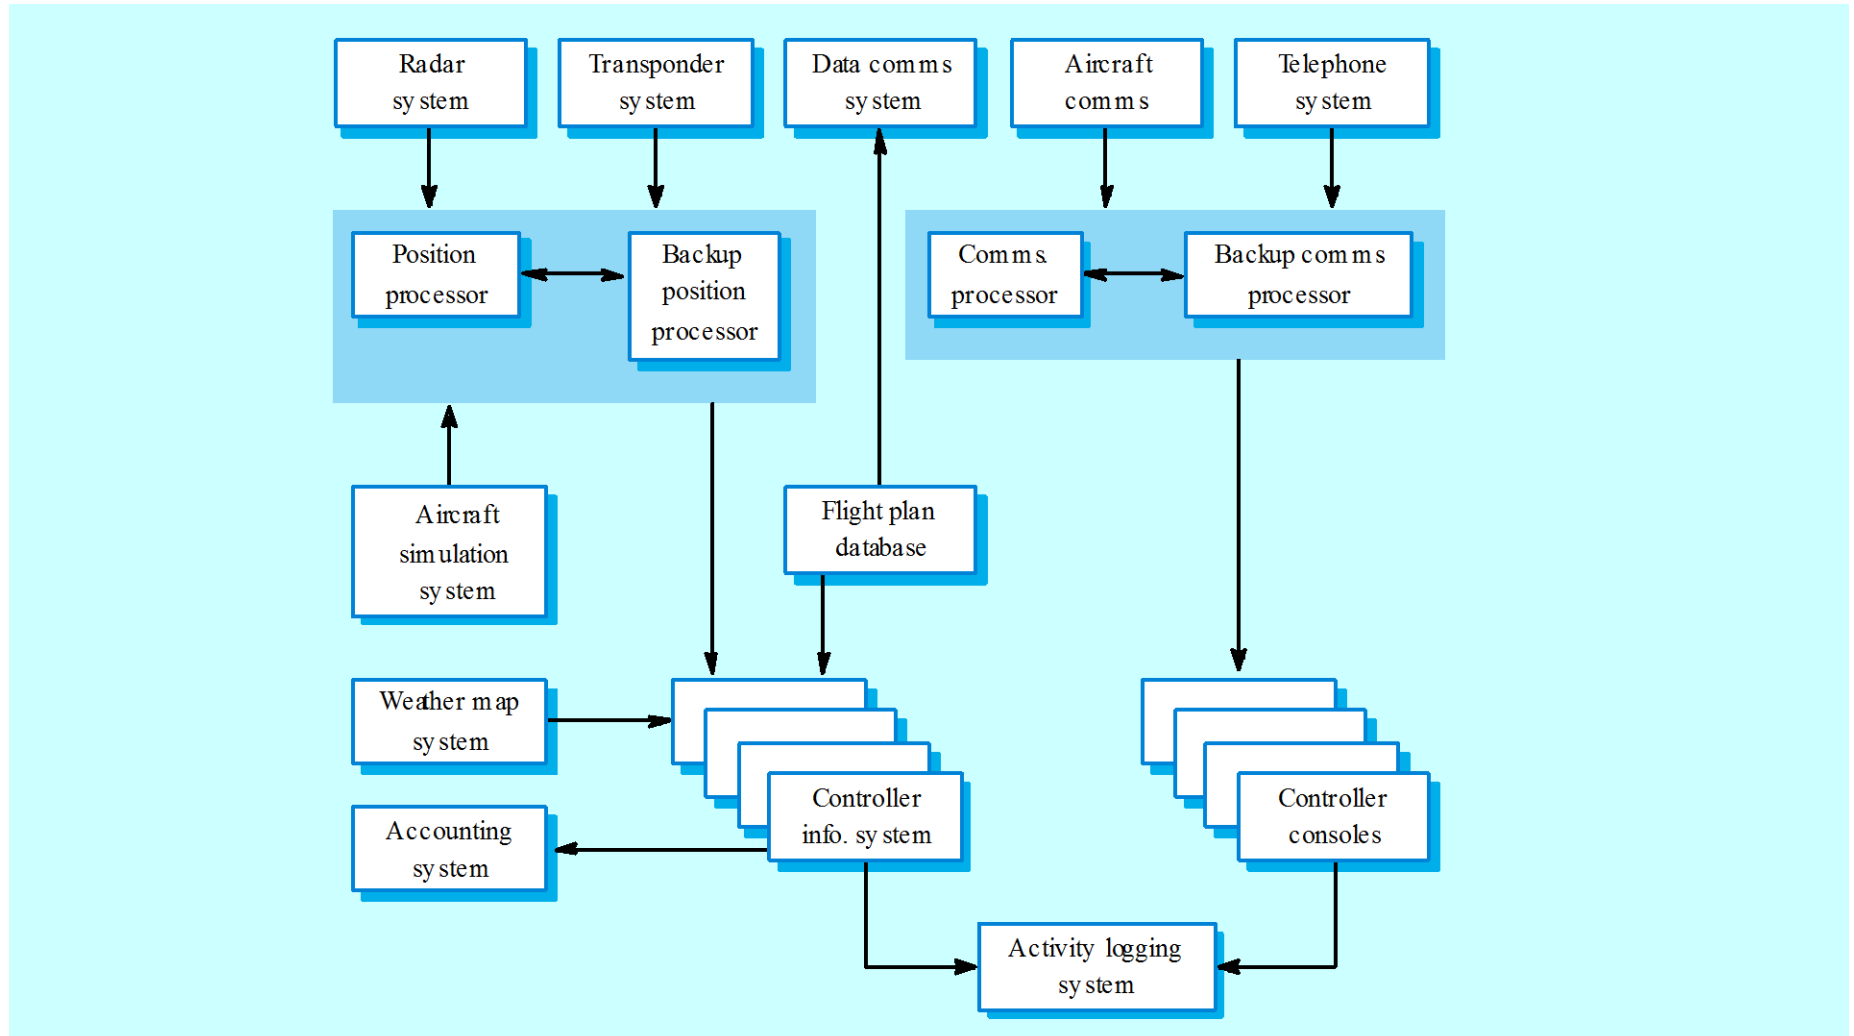 Radar
system
Transponder
system
Data comms
system
Aircraft
comms
Telephone
system
Position
processor
Backup
position
processor
Comms.
processor
Backup comms
processor
Aircraft
simulation
system
Flight plan
database
Weather map
system
Accounting
system
Controller
info. system
Controller
consoles
Activity logging
system